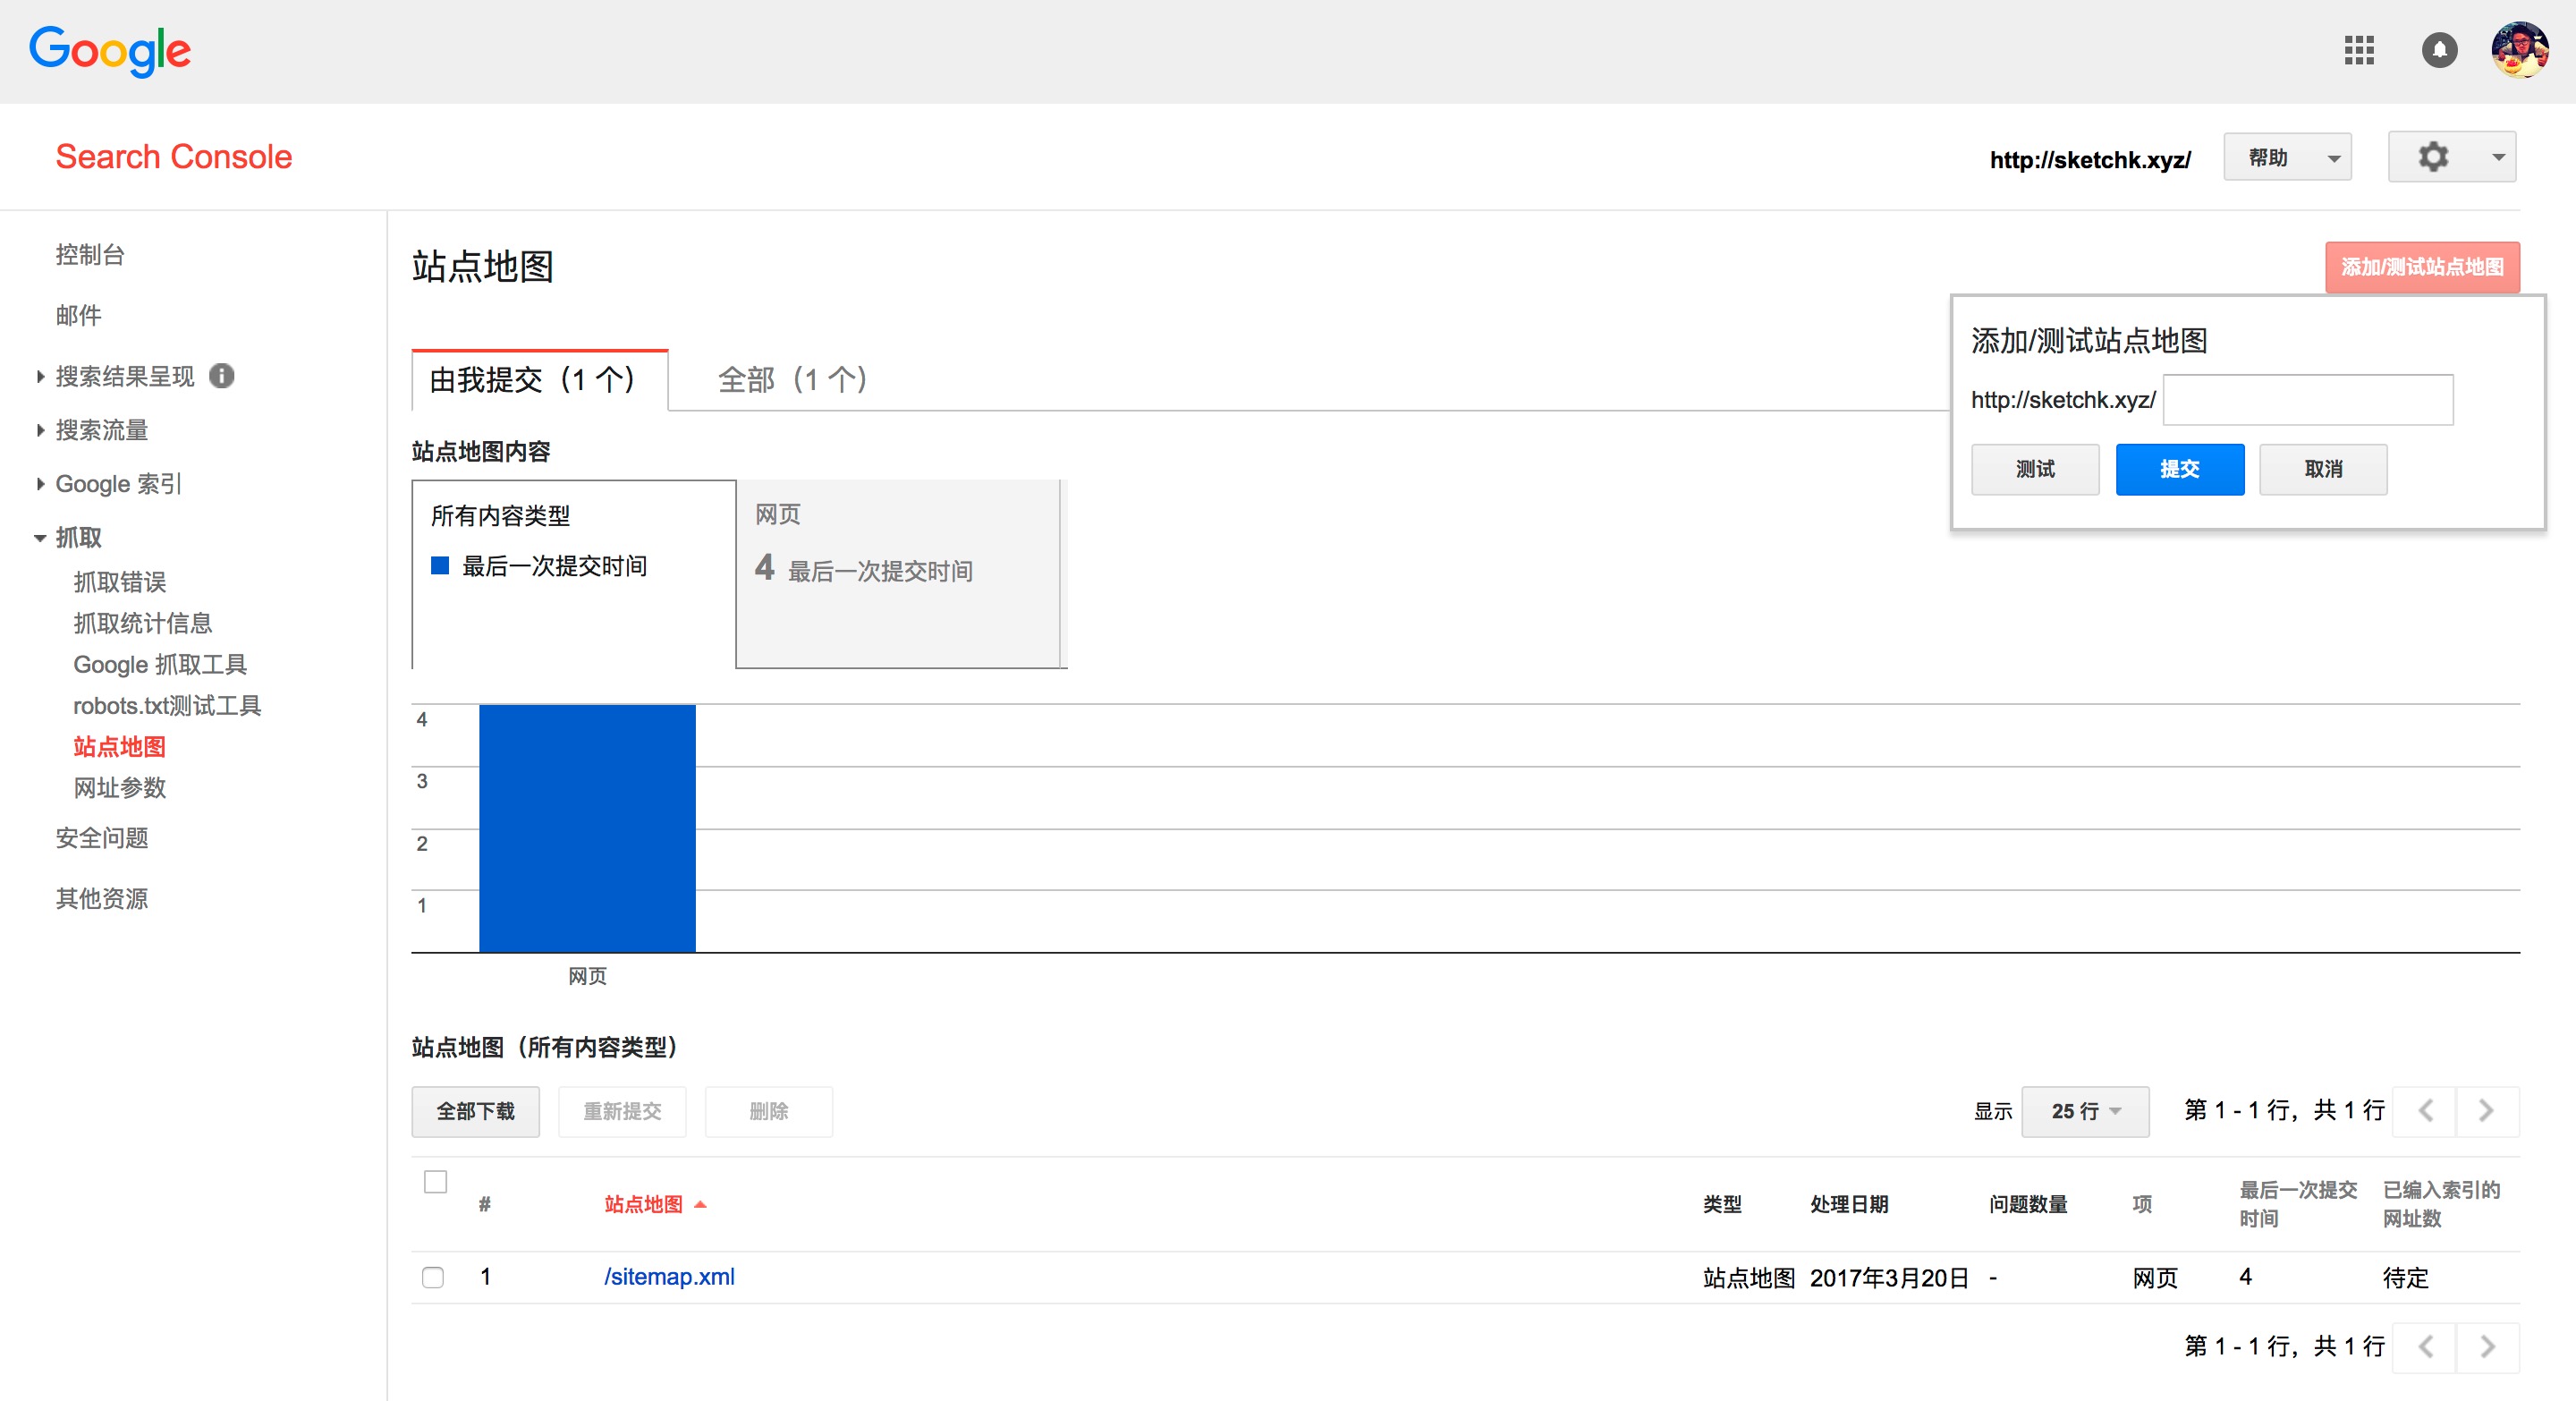 Google
Search Console
http://sketchk.xyz/
帮助
控制台
邮件
搜索结果呈现
搜索流量
Google 索引
抓取
抓取错误
抓取统计信息
Google 抓取工具
robots.txt测试工具
站点地图
网址参数
安全问题
其他资源
站点地图
添加/测试站点地图
添加/测试站点地图
http://sketchk.xyz/
测试
提交
取消
由我提交（1 个）
全部（1 个）
站点地图内容
所有内容类型
最后一次提交时间
网页
4 最后一次提交时间
4
3
2
1
网页
站点地图（所有内容类型）
全部下载
重新提交
删除
显示
25 行
第 1 - 1 行，共 1 行
#
站点地图
类型
处理日期
问题数量
项
最后一次提交
时间
已编入索引的
网址数
1
/sitemap.xml
站点地图
2017年3月20日
-
网页
4
待定
第 1 - 1 行，共 1 行